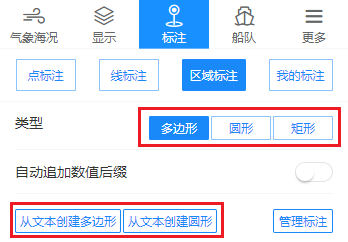 气象海况 显示 标注 船队 更多
点标注 线标注 区域标注 我的标注
类型 多边形 圆形 矩形
自动追加数值后缀
从文本创建多边形 从文本创建圆形 管理标注